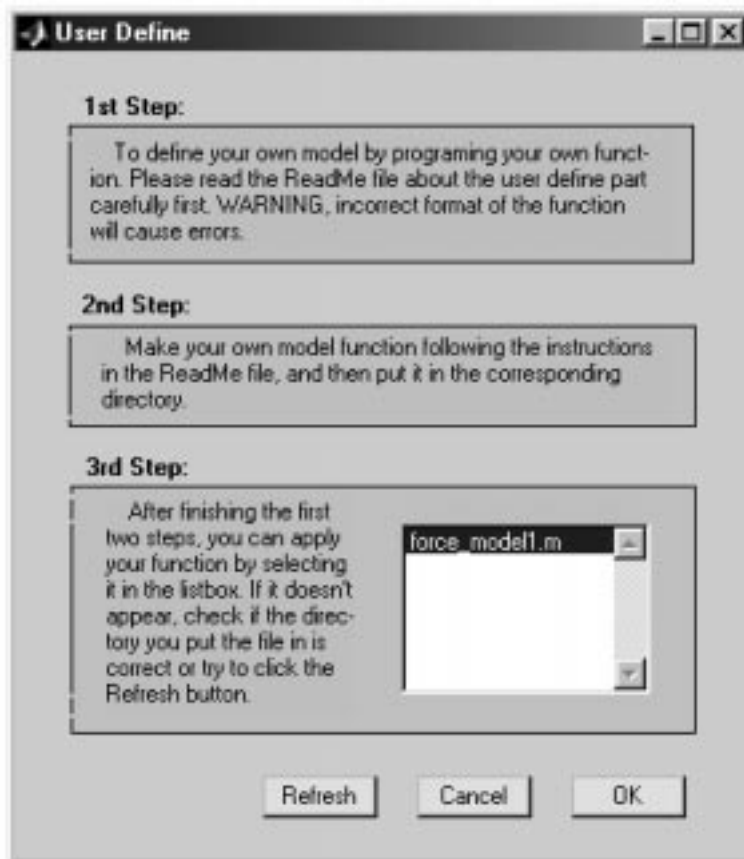 User Define
1st Step:
To define your own model by programing your own funct-
ion. Please read the ReadMe file about the user define part
carefully first. WARNING, incorrect format of the function
will cause errors.
2nd Step:
Make your own model function following the instructions
in the ReadMe file, and then put it in the corresponding
directory.
3rd Step:
After finishing the first
two steps, you can apply
your function by selecting
it in the listbox. If it doesn't
appear, check if the direc-
tory you put the file in is
correct or try to click the
Refresh button.
force_model1.m
Refresh Cancel OK